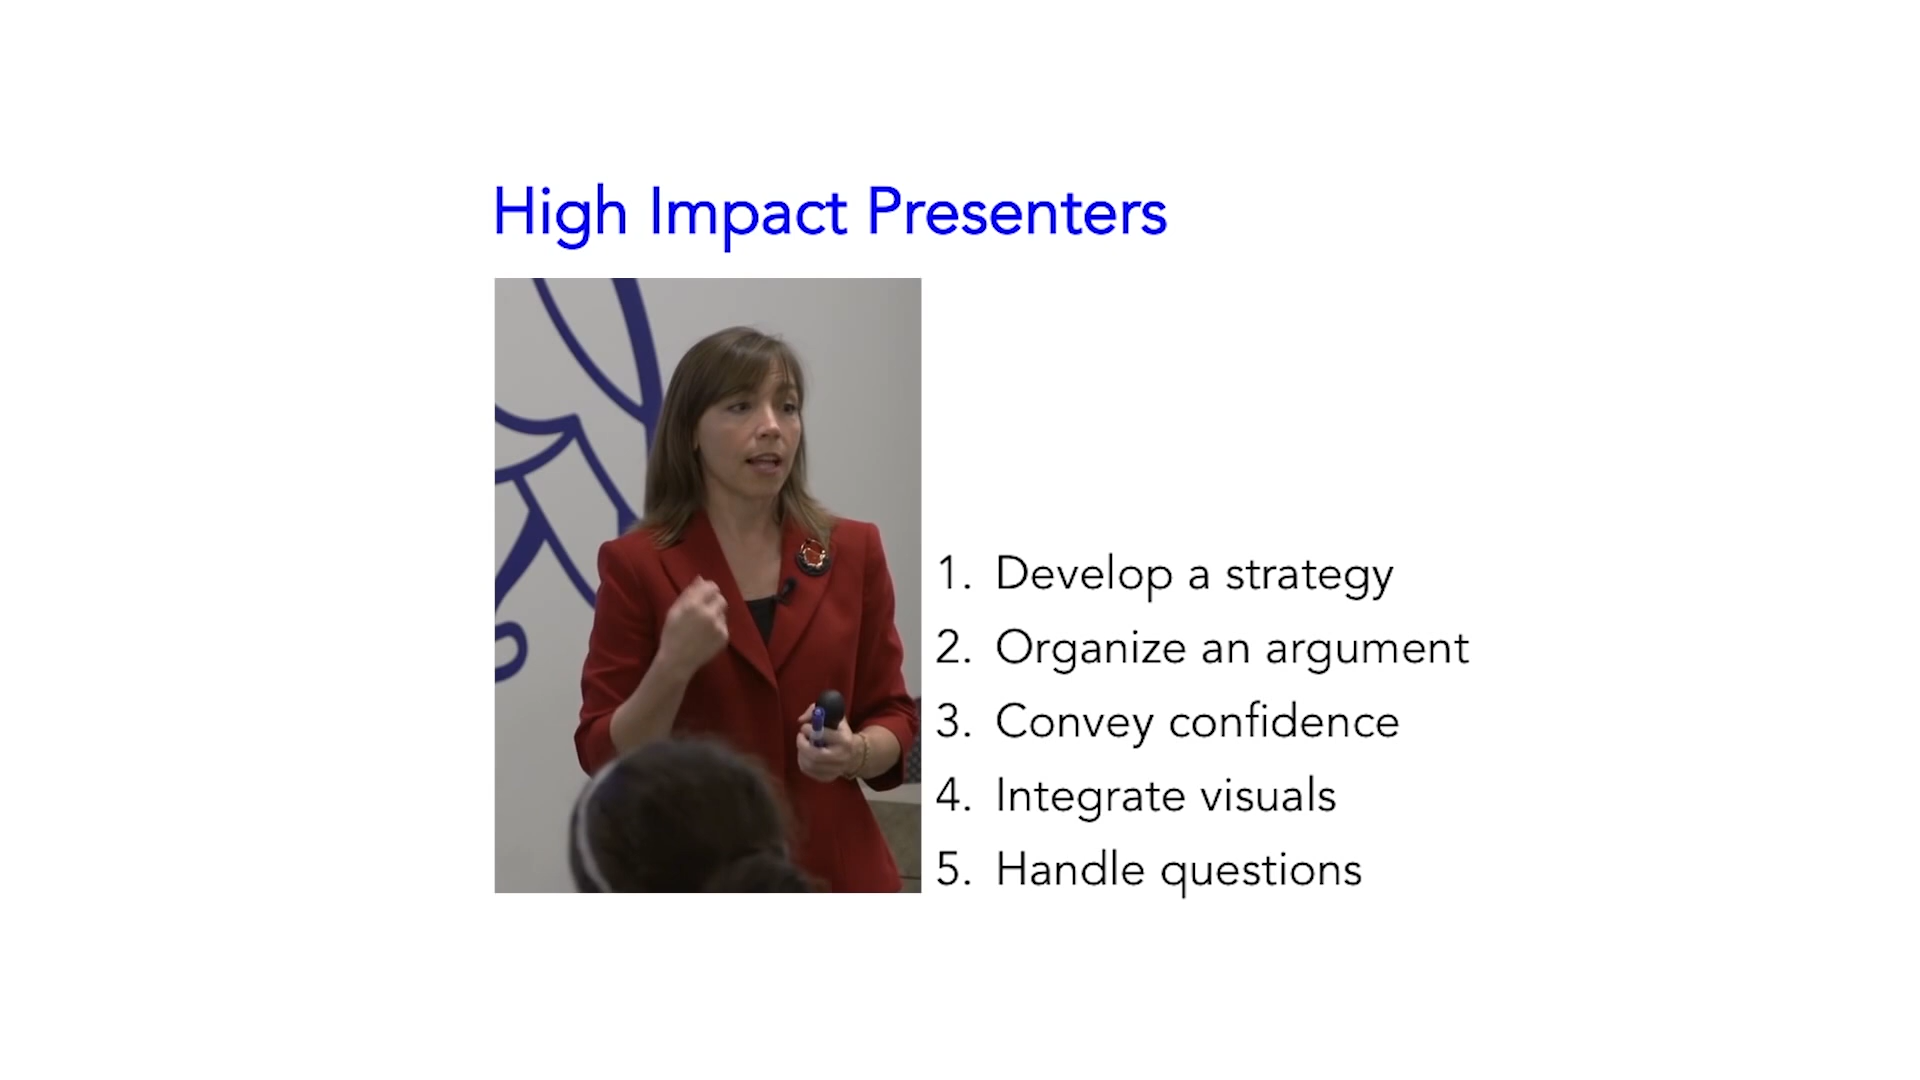 High Impact Presenters
1. Develop a strategy
2. Organize an argument
3. Convey confidence
4. Integrate visuals
5. Handle questions